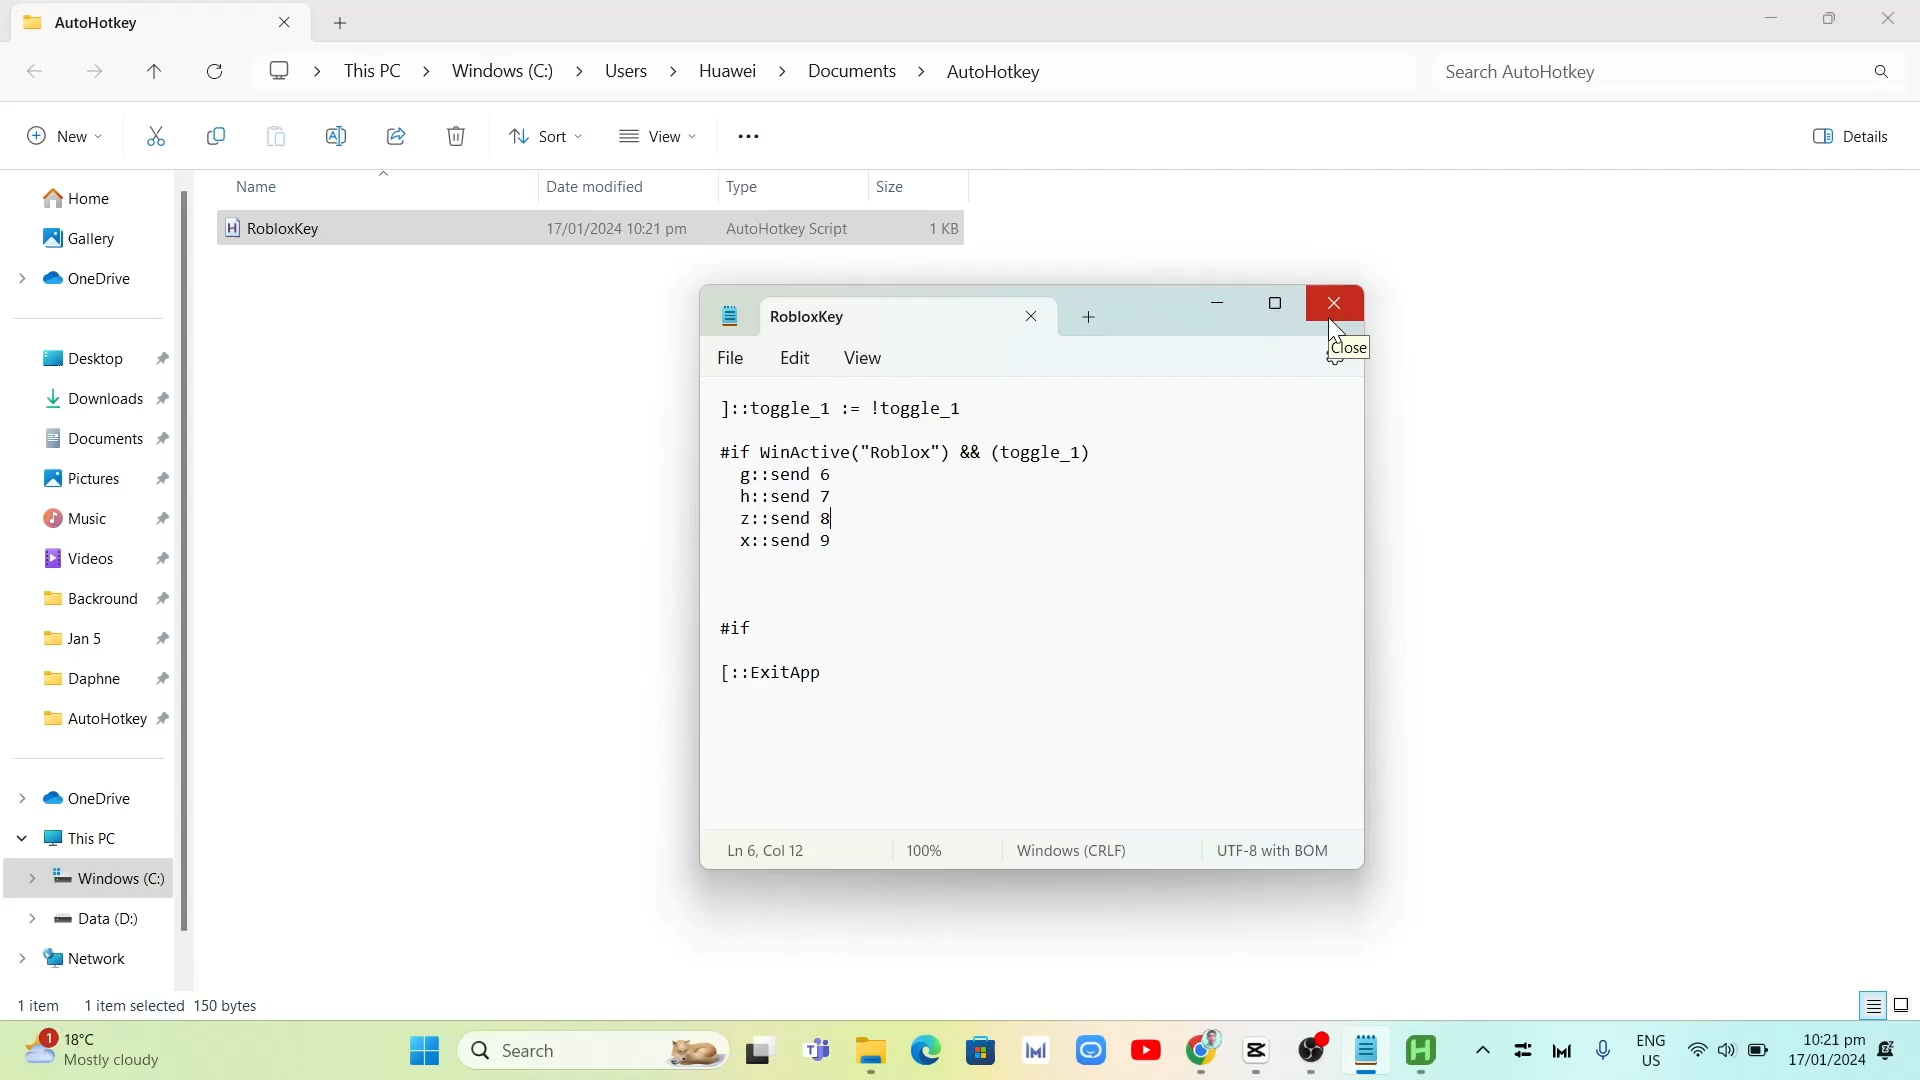 AutoHotkey
This PC > Windows (C:) > Users > Huawei > Documents > AutoHotkey
Search AutoHotkey
New
Sort
View
Details
Name
Date modified
Type
Size
RobloxKey
17/01/2024 10:21 pm
AutoHotkey Script
1 KB
Home
Gallery
OneDrive
Desktop
Downloads
Documents
Pictures
Music
Videos
Backround
Jan 5
Daphne
AutoHotkey
OneDrive
This PC
Windows (C:)
Data (D:)
Network
RobloxKey
Close
File
Edit
View
]::toggle_1 := !toggle_1
#if WinActive("Roblox") && (toggle_1)
g::send 6
h::send 7
z::send 8
x::send 9
#if
[::ExitApp
Ln 6, Col 12
100%
Windows (CRLF)
UTF-8 with BOM
1 item
1 item selected 150 bytes
1
18°C
Mostly cloudy
Search
ENG
US
10:21 pm
17/01/2024